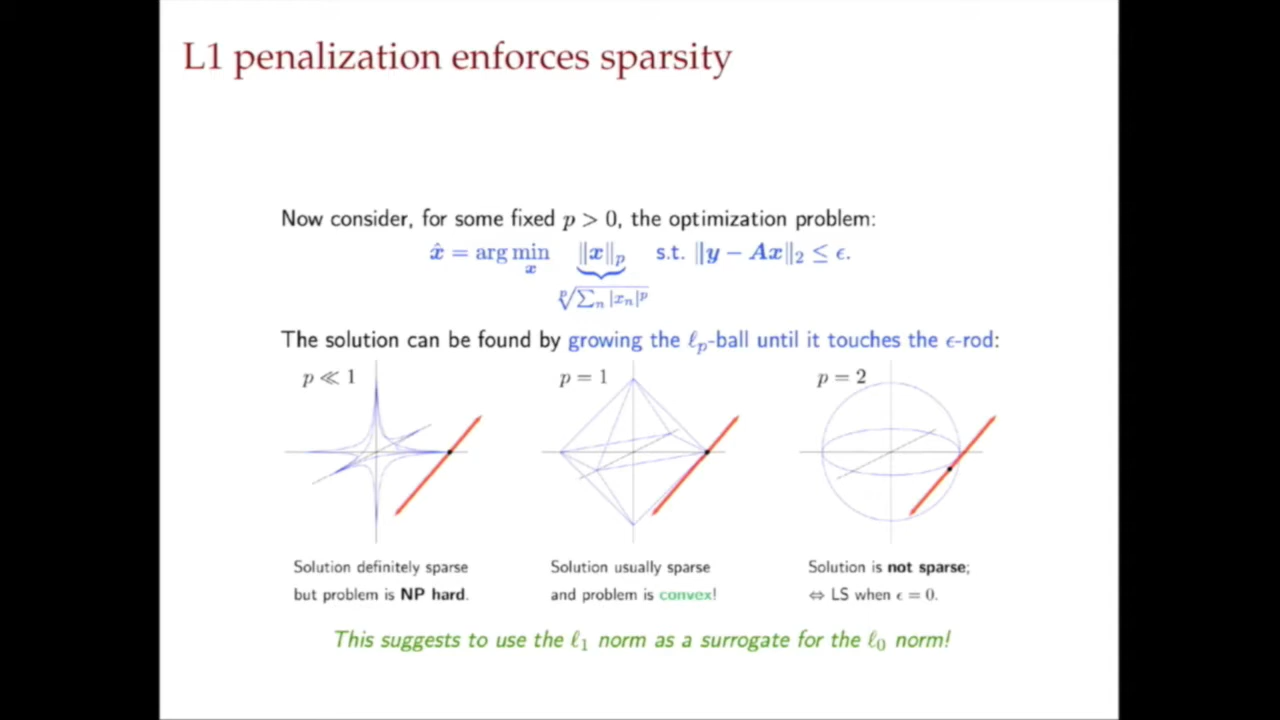 L1 penalization enforces sparsity
Now consider, for some fixed p > 0, the optimization problem:
x̂ = arg min ‖x‖p s.t. ‖y − Ax‖2 ≤ ϵ.
x
ᵖ√∑n |xn|^p
The solution can be found by growing the ℓp-ball until it touches the ϵ-rod:
p ≪ 1 p = 1 p = 2
Solution definitely sparse Solution usually sparse Solution is not sparse;
but problem is NP hard. and problem is convex! ⇔ LS when ϵ = 0.
This suggests to use the ℓ1 norm as a surrogate for the ℓ0 norm!